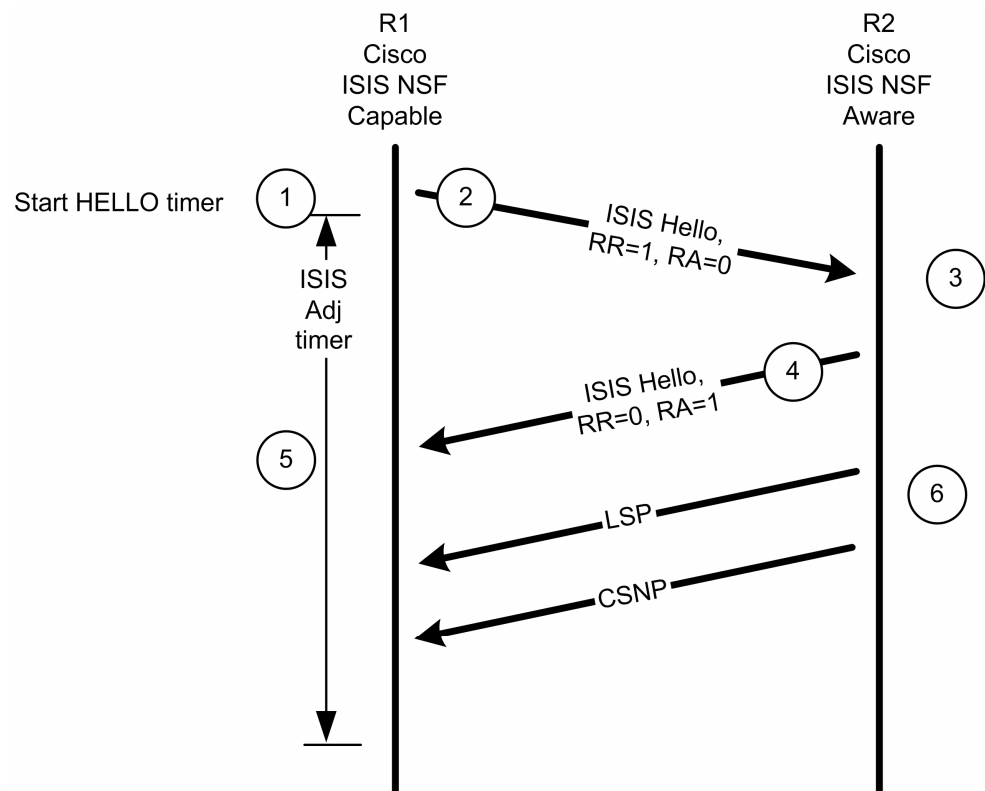 R1
Cisco
ISIS NSF
Capable
R2
Cisco
ISIS NSF
Aware
Start HELLO timer
1
2
ISIS Hello,
RR=1, RA=0
3
ISIS
Adj
timer
4
ISIS Hello,
RR=0, RA=1
5
6
LSP
CSNP